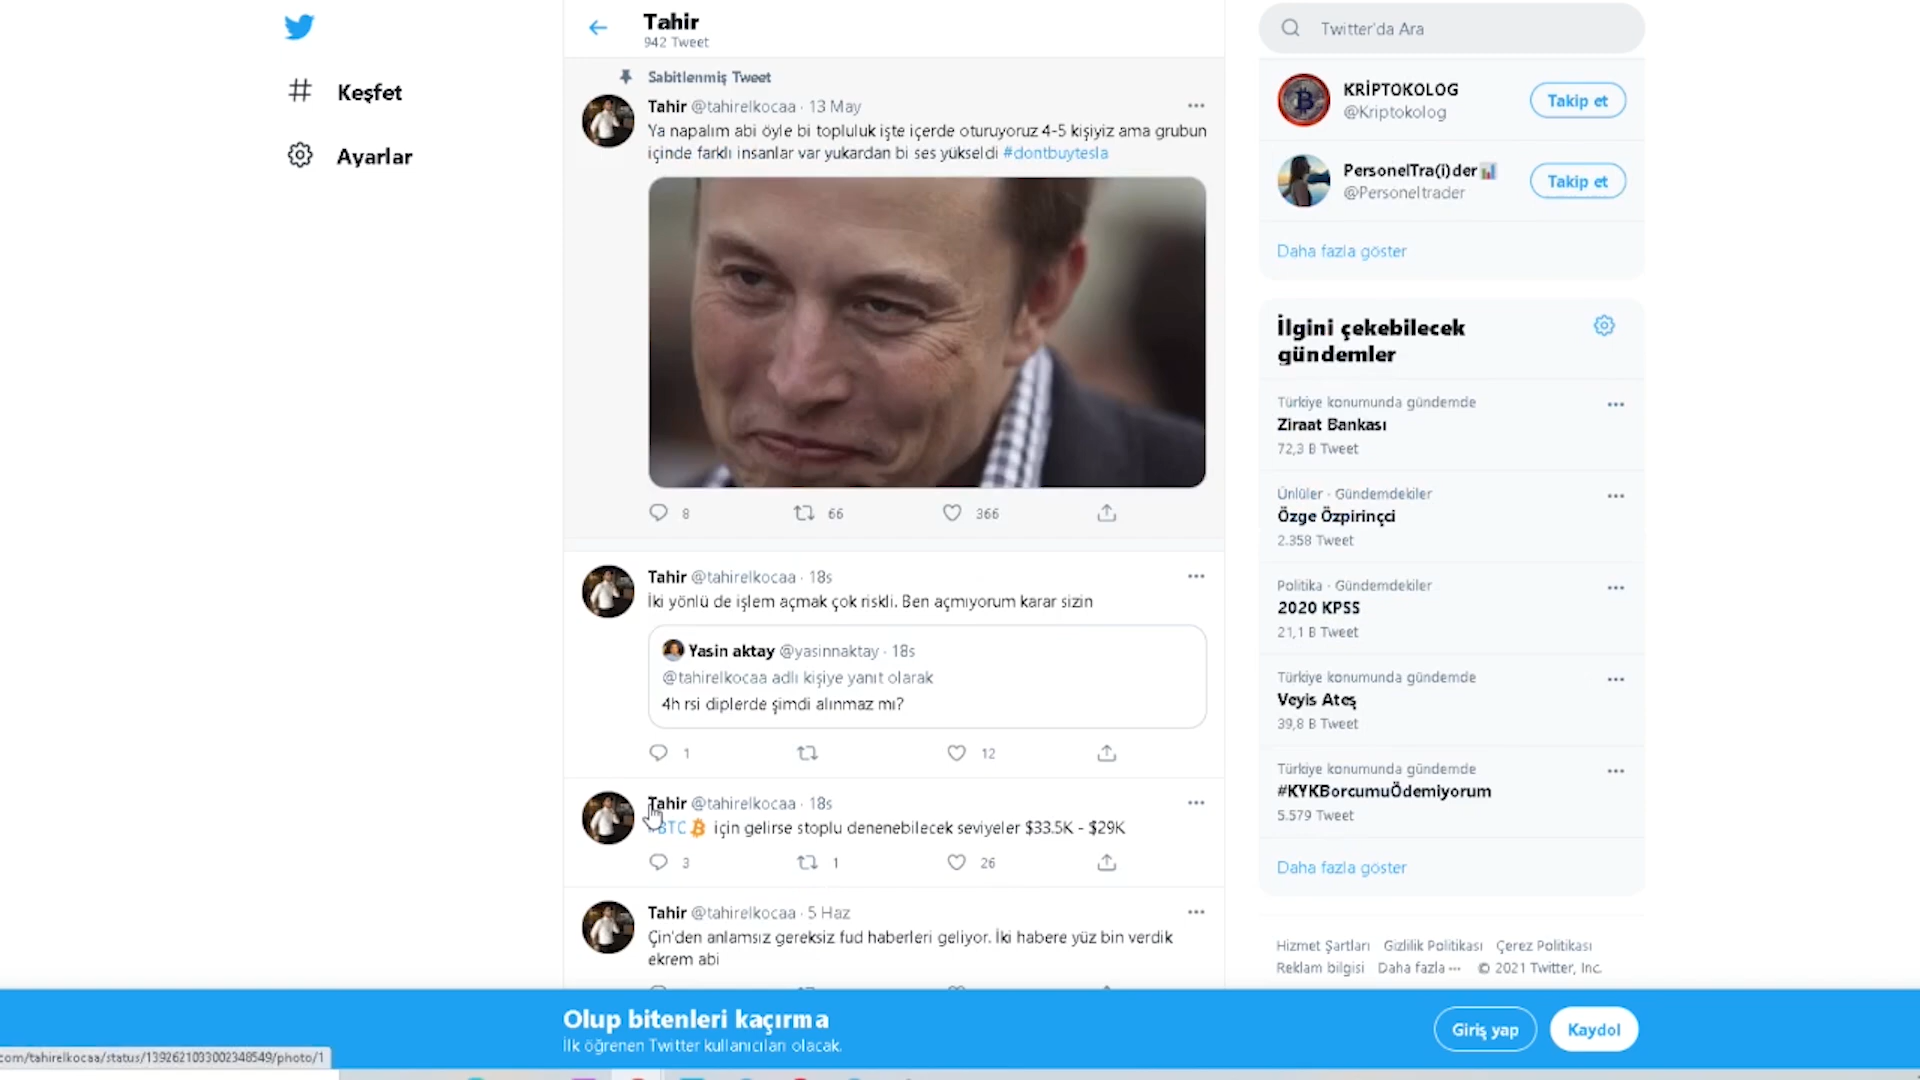 Keşfet
Ayarlar
Tahir
942 Tweet
Sabitlenmiş Tweet
Tahir @tahirelkocaa · 13 May
Ya napalım abi öyle bi topluluk işte içerde oturuyoruz 4-5 kişiyiz ama grubun
içinde farklı insanlar var yukardan bi ses yükseldi #dontbuytesla
8 66 366
Tahir @tahirelkocaa · 18s
İki yönlü de işlem açmak çok riskli. Ben açmıyorum karar sizin
Yasin aktay @yasinnaktay · 18s
@tahirelkocaa adlı kişiye yanıt olarak
4h rsi diplerde şimdi alınmaz mı?
1 12
Tahir @tahirelkocaa · 18s
#BTC için gelirse stoplu denenebilecek seviyeler $33.5K - $29K
3 1 26
Tahir @tahirelkocaa · 5 Haz
Çin'den anlamsız gereksiz fud haberleri geliyor. İki habere yüz bin verdik
ekrem abi
Twitter'da Ara
KRİPTOKOLOG
@Kriptokolog
Takip et
PersonelTra(i)der
@Personeltrader
Takip et
Daha fazla göster
İlgini çekebilecek
gündemler
Türkiye konumunda gündemde
Ziraat Bankası
72,3 B Tweet
Ünlüler · Gündemdekiler
Özge Özpirinçci
2.358 Tweet
Politika · Gündemdekiler
2020 KPSS
21,1 B Tweet
Türkiye konumunda gündemde
Veyis Ateş
39,8 B Tweet
Türkiye konumunda gündemde
#KYKBorcumuÖdemiyorum
5.579 Tweet
Daha fazla göster
Hizmet Şartları Gizlilik Politikası Çerez Politikası
Reklam bilgisi Daha fazla ··· © 2021 Twitter, Inc.
Olup bitenleri kaçırma
İlk öğrenen Twitter kullanıcıları olacak.
Giriş yap
Kaydol
com/tahirelkocaa/status/1392621033002348549/photo/1